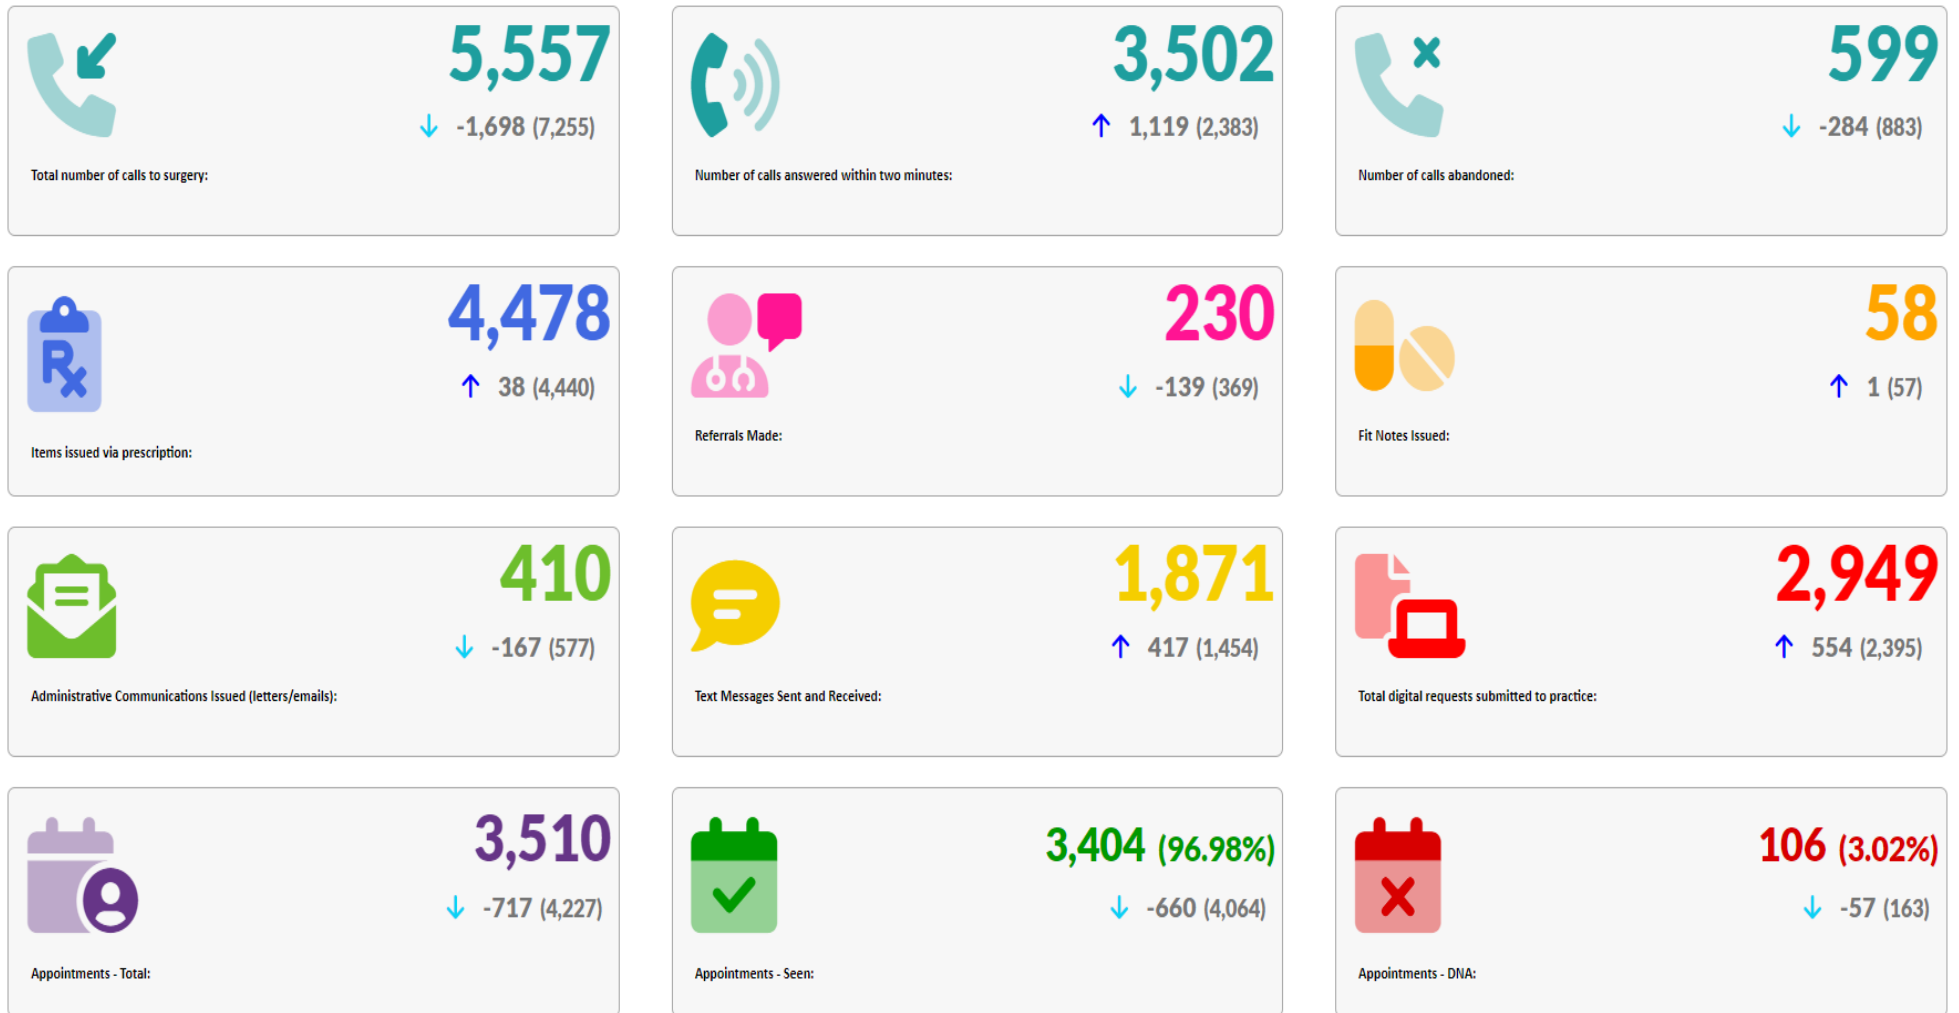 5,557
↓ -1,698 (7,255)
Total number of calls to surgery:
3,502
↑ 1,119 (2,383)
Number of calls answered within two minutes:
599
↓ -284 (883)
Number of calls abandoned:
Rx
4,478
↑ 38 (4,440)
Items issued via prescription:
230
↓ -139 (369)
Referrals Made:
58
↑ 1 (57)
Fit Notes Issued:
410
↓ -167 (577)
Administrative Communications Issued (letters/emails):
1,871
↑ 417 (1,454)
Text Messages Sent and Received:
2,949
↑ 554 (2,395)
Total digital requests submitted to practice:
3,510
↓ -717 (4,227)
Appointments - Total:
3,404 (96.98%)
↓ -660 (4,064)
Appointments - Seen:
106 (3.02%)
↓ -57 (163)
Appointments - DNA: